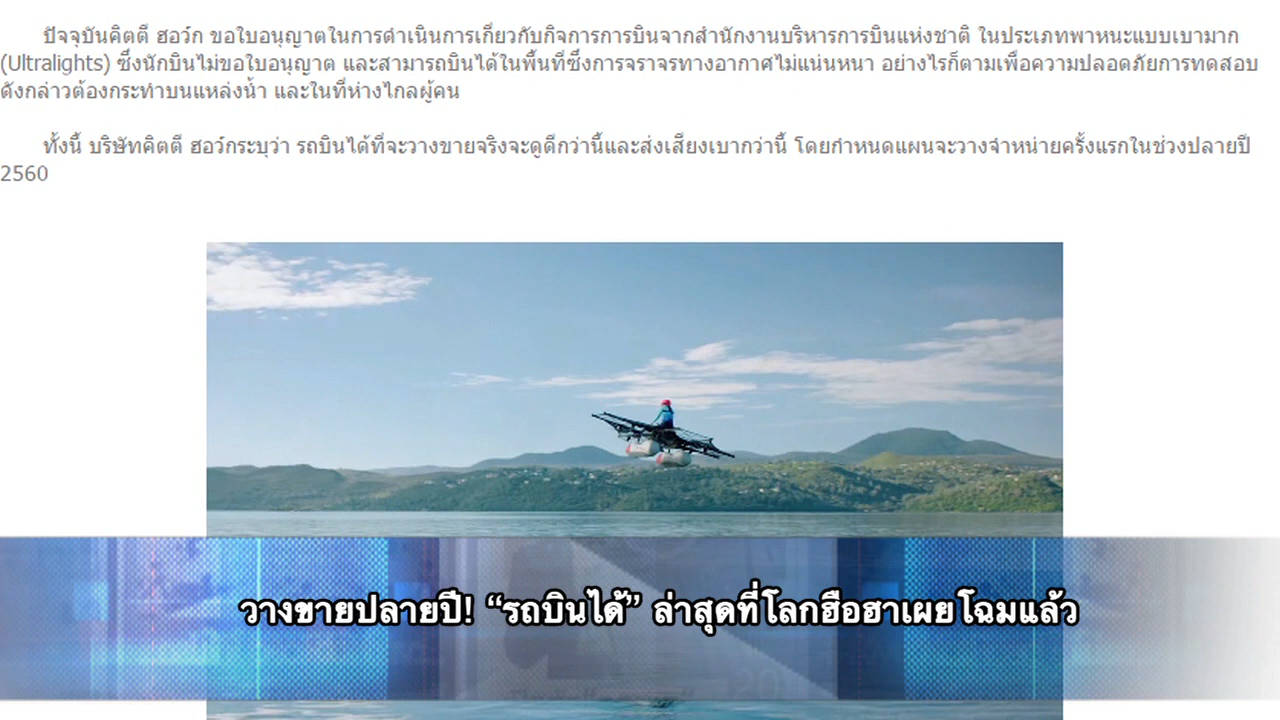 ปัจจุบันคิตตี ฮอว์ก ขอใบอนุญาตในการดำเนินการเกี่ยวกับกิจการการบินจากสำนักงานบริหารการบินแห่งชาติ ในประเภทพาหนะแบบเบามาก
(Ultralights) ซึ่งนักบินไม่ขอใบอนุญาต และสามารถบินได้ในพื้นที่ซึ่งการจราจรทางอากาศไม่แน่นหนา อย่างไรก็ตามเพื่อความปลอดภัยการทดสอบ
ดังกล่าวต้องกระทำบนแหล่งน้ำ และในที่ห่างไกลผู้คน
ทั้งนี้ บริษัทคิตตี ฮอว์กระบุว่า รถบินได้ที่จะวางขายจริงจะดูดีกว่านี้และส่งเสียงเบากว่านี้ โดยกำหนดแผนจะวางจำหน่ายครั้งแรกในช่วงปลายปี
2560
วางขายปลายปี! “รถบินได้” ล่าสุดที่โลกฮือฮาเผยโฉมแล้ว